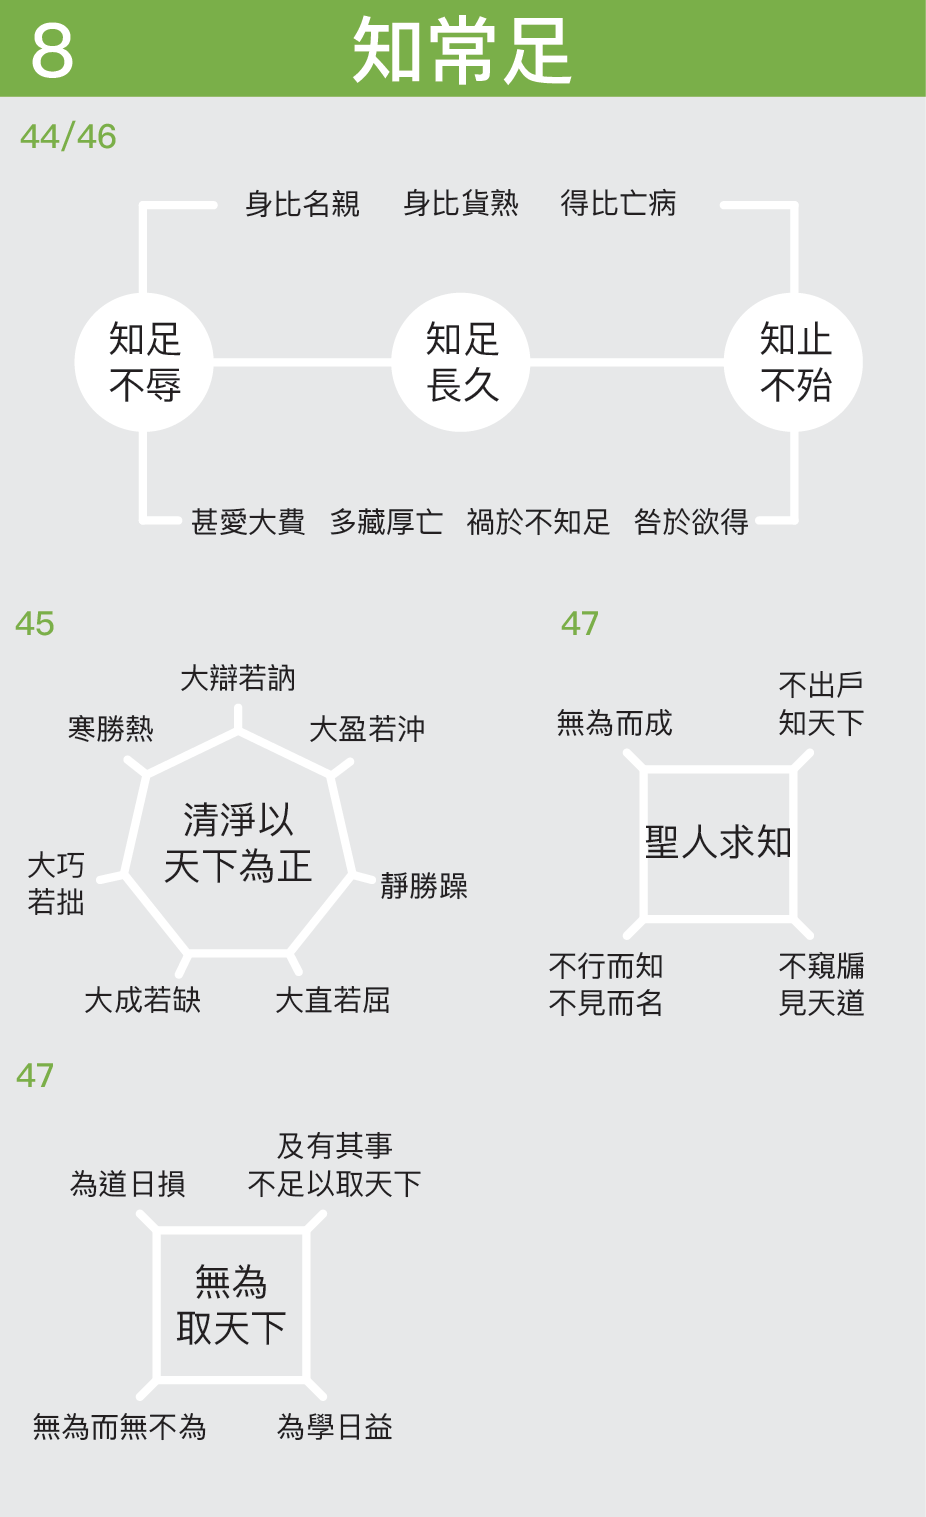 8
知常足
44/46
身比名親 身比貨熟 得比亡病
知足
不辱
知足
長久
知止
不殆
甚愛大費 多藏厚亡 禍於不知足 咎於欲得
45
大辯若訥
寒勝熱
大盈若沖
清淨以
天下為正
大巧
若拙
靜勝躁
大成若缺
大直若屈
47
無為而成
不出戶
知天下
聖人求知
不行而知
不見而名
不窺牖
見天道
47
為道日損
及有其事
不足以取天下
無為
取天下
無為而無不為
為學日益